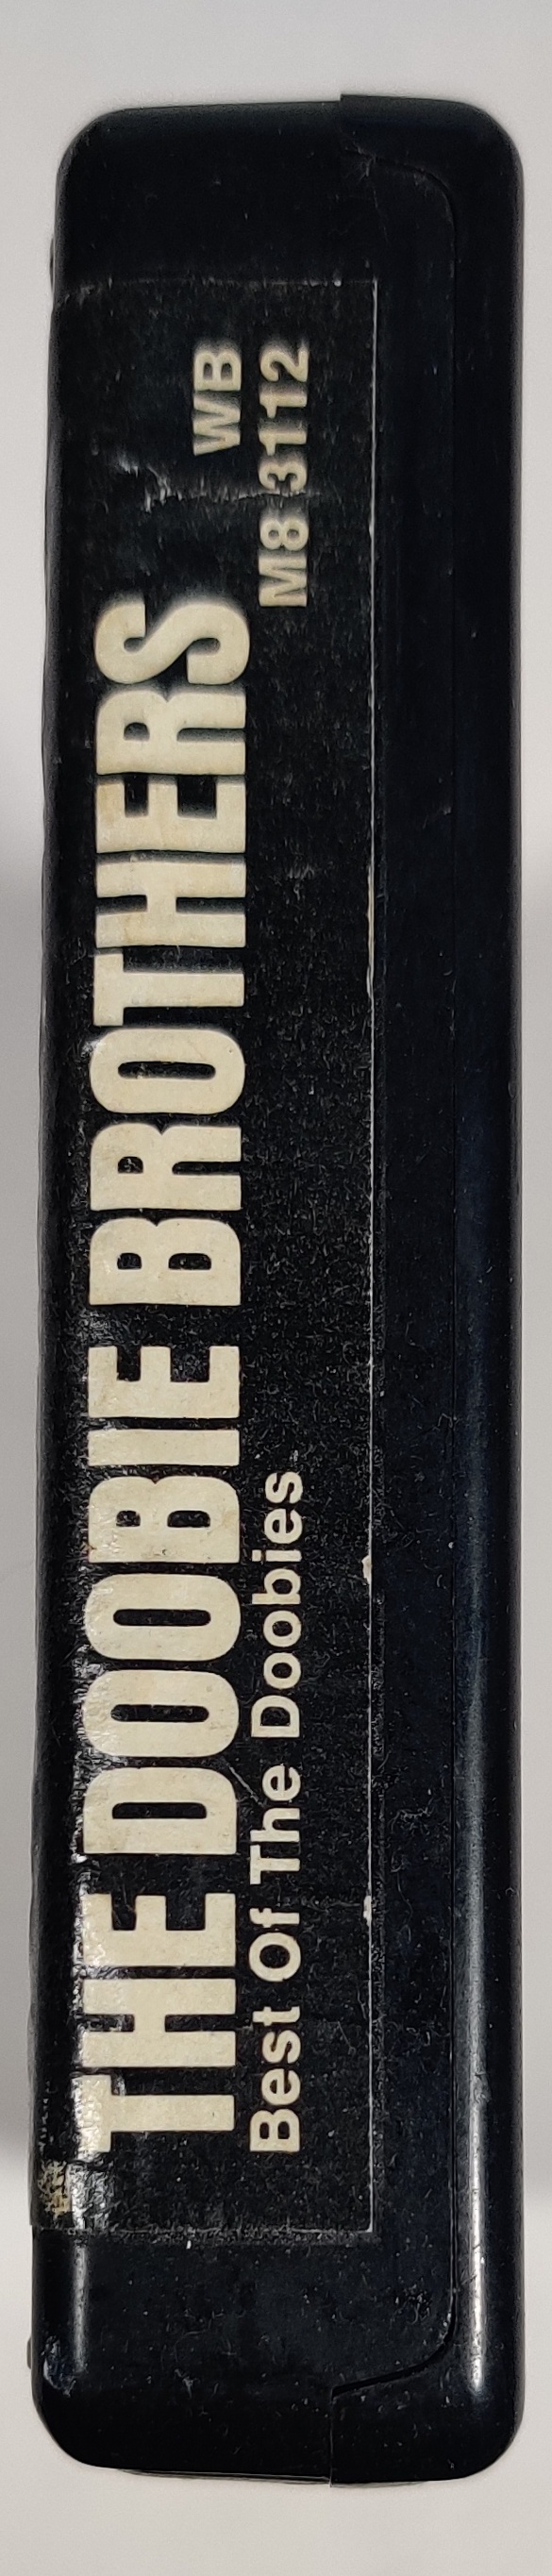 THE DOOBIE BROTHERS
Best Of The Doobies
WB
M8 3112